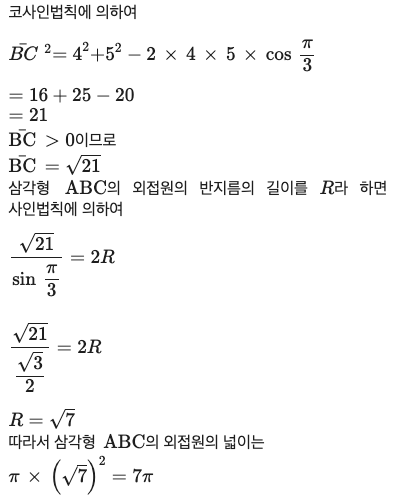 코사인법칙에 의하여
$\bar{BC}^{2} = 4^{2} + 5^{2} - 2 \times 4 \times 5 \times \cos \frac{\pi}{3}$
$= 16 + 25 - 20$
$= 21$
$\bar{\mathrm{BC}} > 0$이므로
$\bar{\mathrm{BC}} = \sqrt{21}$
삼각형 ABC의 외접원의 반지름의 길이를 $R$라 하면
사인법칙에 의하여
$\frac{\sqrt{21}}{\sin \frac{\pi}{3}} = 2R$
$\frac{\sqrt{21}}{\frac{\sqrt{3}}{2}} = 2R$
$R = \sqrt{7}$
따라서 삼각형 ABC의 외접원의 넓이는
$\pi \times \left(\sqrt{7}\right)^{2} = 7\pi$